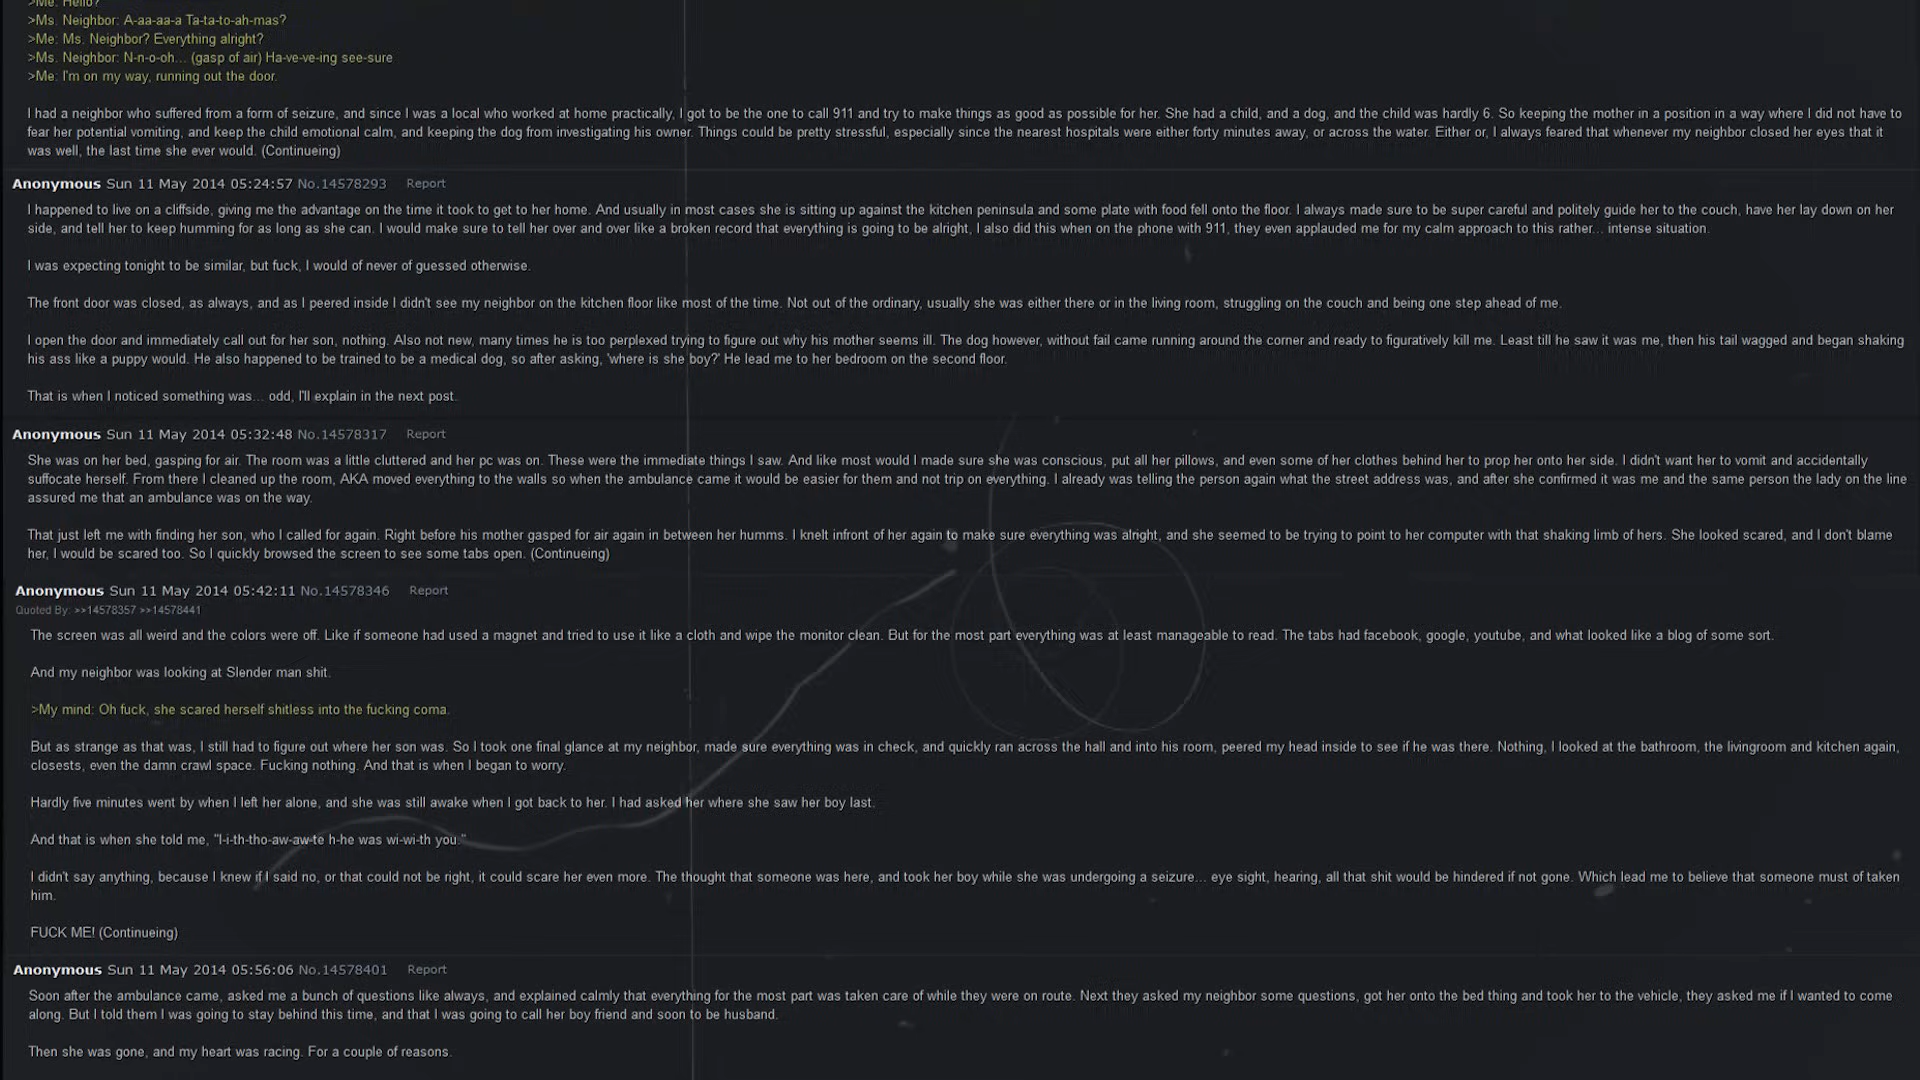 >Me: Hello?
>Ms. Neighbor: A-aa-aa-a Ta-ta-to-ah-mas?
>Me: Ms. Neighbor? Everything alright?
>Ms. Neighbor: N-n-o-oh... (gasp of air) Ha-ve-ve-ing see-sure
>Me: I'm on my way, running out the door.
I had a neighbor who suffered from a form of seizure, and since I was a local who worked at home practically, I got to be the one to call 911 and try to make things as good as possible for her. She had a child, and a dog, and the child was hardly 6. So keeping the mother in a position in a way where I did not have to
fear her potential vomiting, and keep the child emotional calm, and keeping the dog from investigating his owner. Things could be pretty stressful, especially since the nearest hospitals were either forty minutes away, or across the water. Either or, I always feared that whenever my neighbor closed her eyes that it
was well, the last time she ever would. (Continueing)
Anonymous Sun 11 May 2014 05:24:57 No.14578293 Report
I happened to live on a cliffside, giving me the advantage on the time it took to get to her home. And usually in most cases she is sitting up against the kitchen peninsula and some plate with food fell onto the floor. I always made sure to be super careful and politely guide her to the couch, have her lay down on her
side, and tell her to keep humming for as long as she can. I would make sure to tell her over and over like a broken record that everything is going to be alright, I also did this when on the phone with 911, they even applauded me for my calm approach to this rather... intense situation.
I was expecting tonight to be similar, but fuck, I would of never of guessed otherwise.
The front door was closed, as always, and as I peered inside I didn't see my neighbor on the kitchen floor like most of the time. Not out of the ordinary, usually she was either there or in the living room, struggling on the couch and being one step ahead of me.
I open the door and immediately call out for her son, nothing. Also not new, many times he is too perplexed trying to figure out why his mother seems ill. The dog however, without fail came running around the corner and ready to figuratively kill me. Least till he saw it was me, then his tail wagged and began shaking
his ass like a puppy would. He also happened to be trained to be a medical dog, so after asking, 'where is she boy?' He lead me to her bedroom on the second floor.
That is when I noticed something was... odd, I'll explain in the next post.
Anonymous Sun 11 May 2014 05:32:48 No.14578317 Report
She was on her bed, gasping for air. The room was a little cluttered and her pc was on. These were the immediate things I saw. And like most would I made sure she was conscious, put all her pillows, and even some of her clothes behind her to prop her onto her side. I didn't want her to vomit and accidentally
suffocate herself. From there I cleaned up the room, AKA moved everything to the walls so when the ambulance came it would be easier for them and not trip on everything. I already was telling the person again what the street address was, and after she confirmed it was me and the same person the lady on the line
assured me that an ambulance was on the way.
That just left me with finding her son, who I called for again. Right before his mother gasped for air again in between her humms. I knelt infront of her again to make sure everything was alright, and she seemed to be trying to point to her computer with that shaking limb of hers. She looked scared, and I don't blame
her, I would be scared too. So I quickly browsed the screen to see some tabs open. (Continueing)
Anonymous Sun 11 May 2014 05:42:11 No.14578346 Report
Quoted By: >>14578357 >>14578441
The screen was all weird and the colors were off. Like if someone had used a magnet and tried to use it like a cloth and wipe the monitor clean. But for the most part everything was at least manageable to read. The tabs had facebook, google, youtube, and what looked like a blog of some sort.
And my neighbor was looking at Slender man shit.
>My mind: Oh fuck, she scared herself shitless into the fucking coma.
But as strange as that was, I still had to figure out where her son was. So I took one final glance at my neighbor, made sure everything was in check, and quickly ran across the hall and into his room, peered my head inside to see if he was there. Nothing, I looked at the bathroom, the livingroom and kitchen again,
closests, even the damn crawl space. Fucking nothing. And that is when I began to worry.
Hardly five minutes went by when I left her alone, and she was still awake when I got back to her. I had asked her where she saw her boy last.
And that is when she told me, "I-i-th-tho-aw-aw-te h-he was wi-wi-th you."
I didn't say anything, because I knew if I said no, or that could not be right, it could scare her even more. The thought that someone was here, and took her boy while she was undergoing a seizure... eye sight, hearing, all that shit would be hindered if not gone. Which lead me to believe that someone must of taken
him.
FUCK ME! (Continueing)
Anonymous Sun 11 May 2014 05:56:06 No.14578401 Report
Soon after the ambulance came, asked me a bunch of questions like always, and explained calmly that everything for the most part was taken care of while they were on route. Next they asked my neighbor some questions, got her onto the bed thing and took her to the vehicle, they asked me if I wanted to come
along. But I told them I was going to stay behind this time, and that I was going to call her boy friend and soon to be husband.
Then she was gone, and my heart was racing. For a couple of reasons.